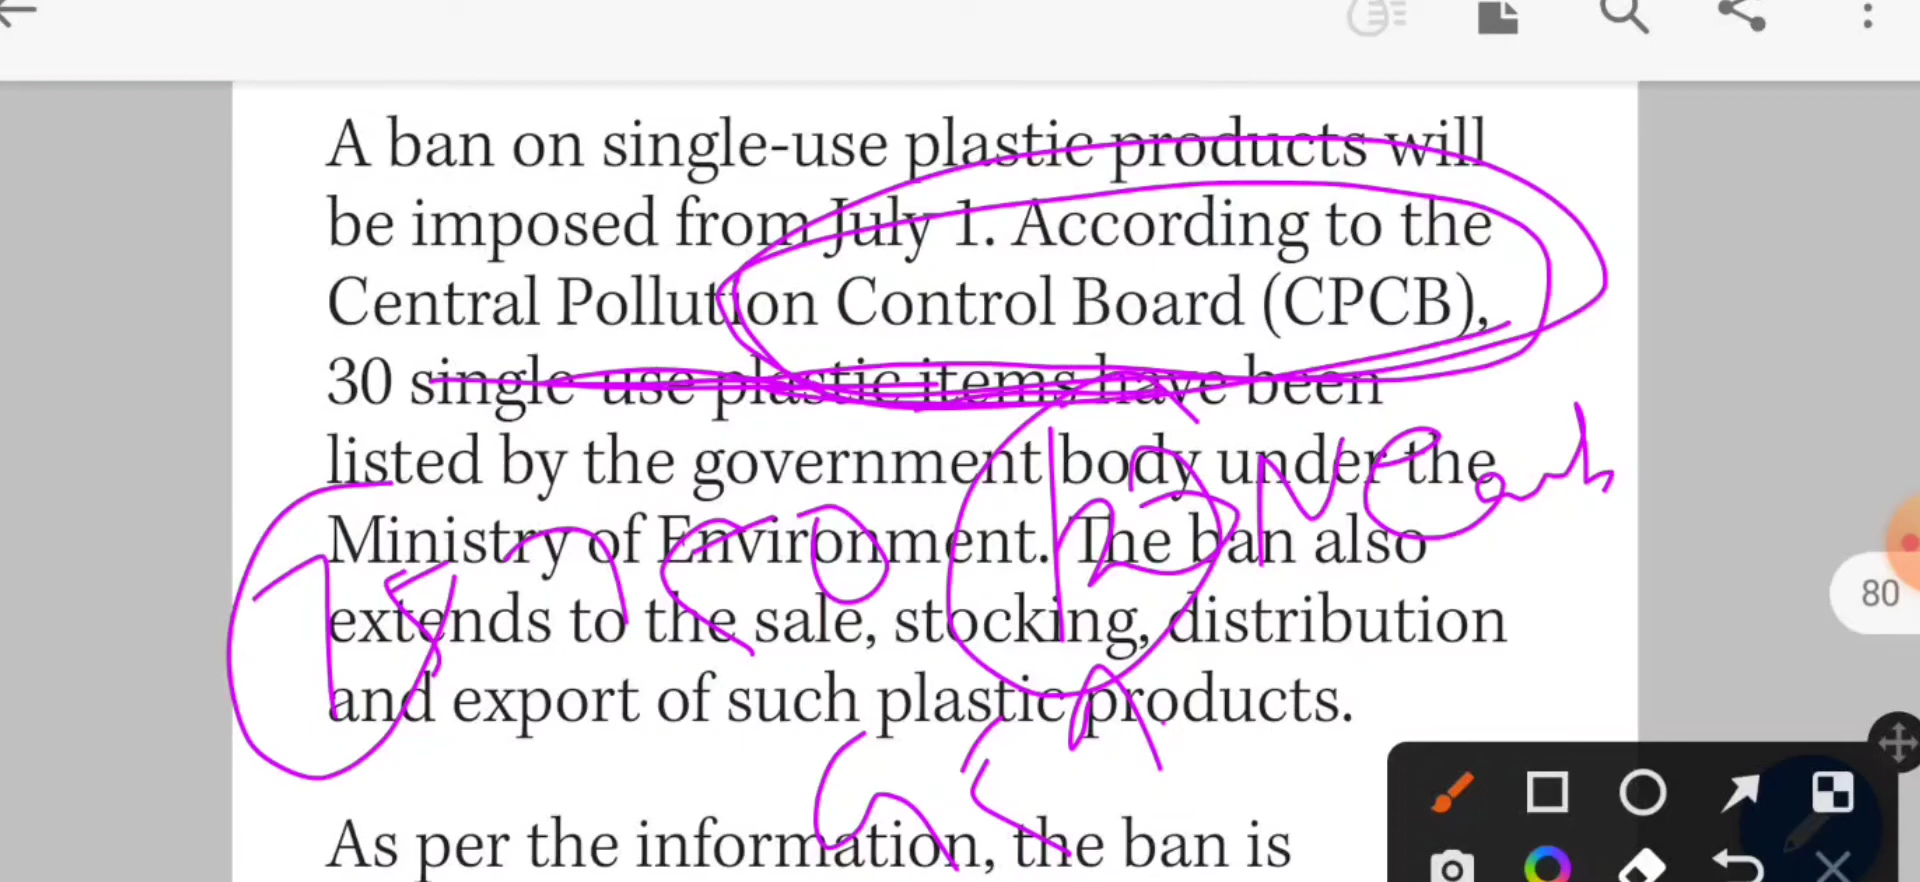 A ban on single-use plastic products will
be imposed from July 1. According to the
Central Pollution Control Board (CPCB),
30 single-use plastic items have been
listed by the government body under the
Ministry of Environment. The ban also
extends to the sale, stocking, distribution
and export of such plastic products.
As per the information, the ban is
80